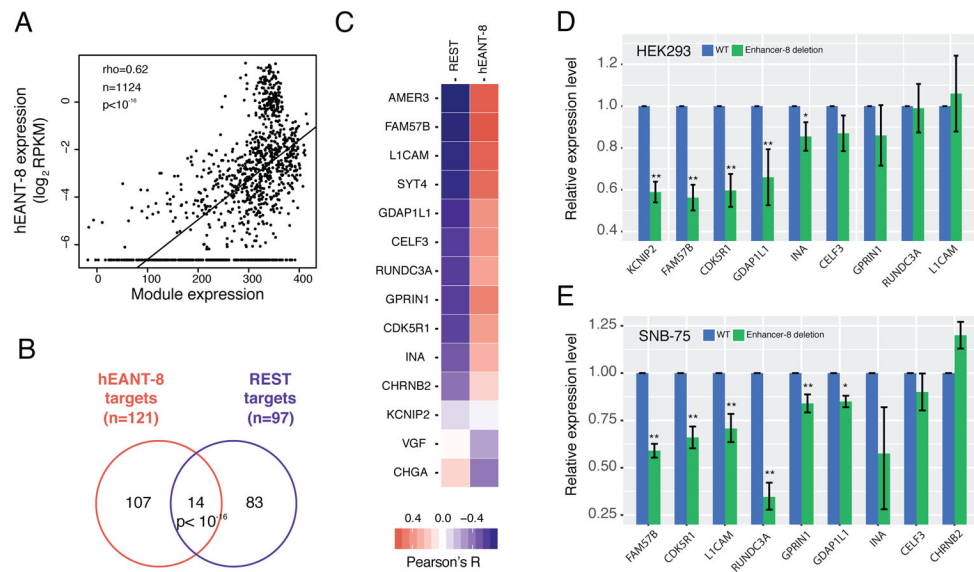 A
hEANT-8 expression
(log2 RPKM)
rho=0.62
n=1124
p<10-16
0
-2
-4
-6
0 100 200 300 400
Module expression
B
hEANT-8
targets
(n=121)
REST
targets
(n=97)
107
14
83
p< 10-16
C
REST
hEANT-8
AMER3
FAM57B
L1CAM
SYT4
GDAP1L1
CELF3
RUNDC3A
GPRIN1
CDK5R1
INA
CHRNB2
KCNIP2
VGF
CHGA
0.4 0.0 −0.4
Pearson's R
D
HEK293
WT
Enhancer-8 deletion
Relative expression level
1.2
1.0
0.8
0.6
0.4
**
**
**
**
*
KCNIP2
FAM57B
CDK5R1
GDAP1L1
INA
CELF3
GPRIN1
RUNDC3A
L1CAM
E
SNB-75
WT
Enhancer-8 deletion
Relative expression level
1.25
1.00
0.75
0.50
0.25
**
**
**
**
**
*
FAM57B
CDK5R1
L1CAM
RUNDC3A
GPRIN1
GDAP1L1
INA
CELF3
CHRNB2